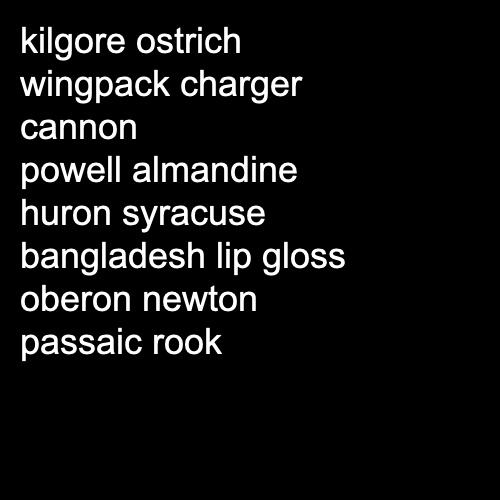 kilgore ostrich
wingpack charger
cannon
powell almandine
huron syracuse
bangladesh lip gloss
oberon newton
passaic rook